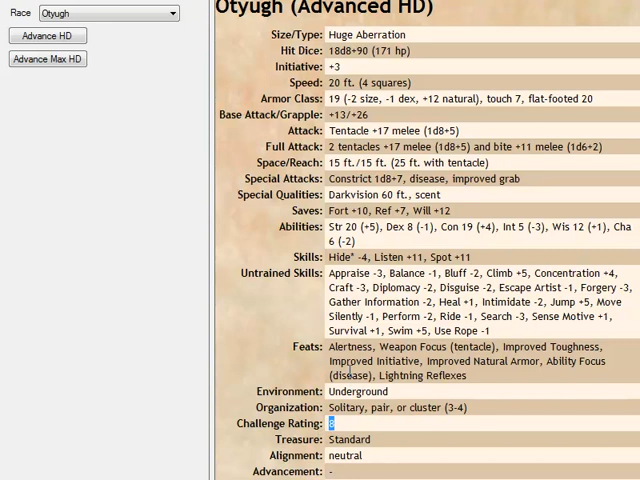 Otyugh (Advanced HD)
Race Otyugh
Advance HD
Advance Max HD
Size/Type: Huge Aberration
Hit Dice: 18d8+90 (171 hp)
Initiative: +3
Speed: 20 ft. (4 squares)
Armor Class: 19 (-2 size, -1 dex, +12 natural), touch 7, flat-footed 20
Base Attack/Grapple: +13/+26
Attack: Tentacle +17 melee (1d8+5)
Full Attack: 2 tentacles +17 melee (1d8+5) and bite +11 melee (1d6+2)
Space/Reach: 15 ft./15 ft. (25 ft. with tentacle)
Special Attacks: Constrict 1d8+7, disease, improved grab
Special Qualities: Darkvision 60 ft., scent
Saves: Fort +10, Ref +7, Will +12
Abilities: Str 20 (+5), Dex 8 (-1), Con 19 (+4), Int 5 (-3), Wis 12 (+1), Cha
6 (-2)
Skills: Hide* -4, Listen +11, Spot +11
Untrained Skills: Appraise -3, Balance -1, Bluff -2, Climb +5, Concentration +4,
Craft -3, Diplomacy -2, Disguise -2, Escape Artist -1, Forgery -3,
Gather Information -2, Heal +1, Intimidate -2, Jump +5, Move
Silently -1, Perform -2, Ride -1, Search -3, Sense Motive +1,
Survival +1, Swim +5, Use Rope -1
Feats: Alertness, Weapon Focus (tentacle), Improved Toughness,
Improved Initiative, Improved Natural Armor, Ability Focus
(disease), Lightning Reflexes
Environment: Underground
Organization: Solitary, pair, or cluster (3-4)
Challenge Rating: 8
Treasure: Standard
Alignment: neutral
Advancement: -